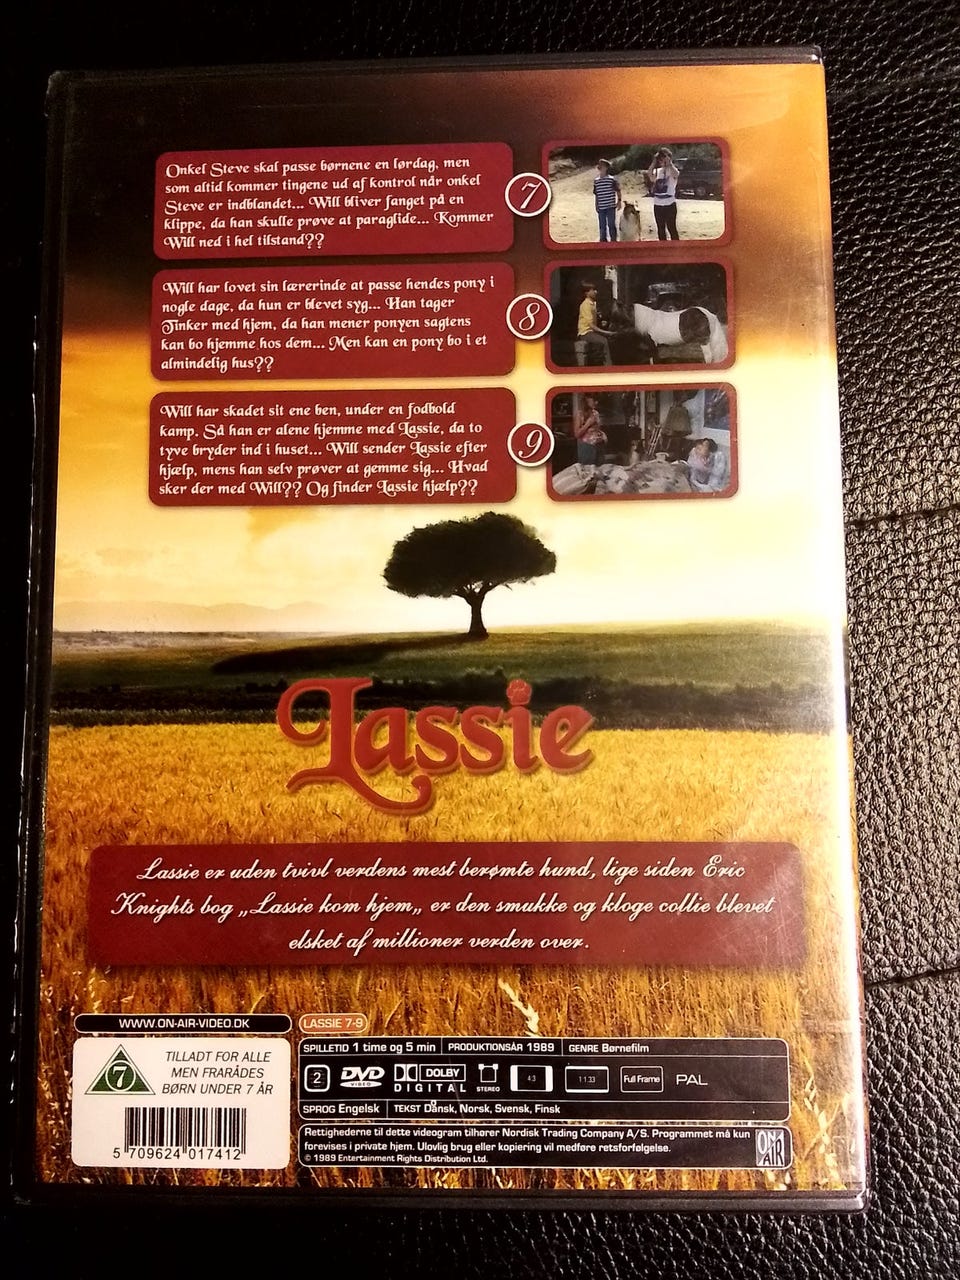 Onkel Steve skal passe børnene en lørdag, men
som altid kommer tingene ud af kontrol når onkel
Steve er indblandet... Will bliver fanget på en
klippe, da han skulle prøve at paraglide... Kommer
Will ned i hel tilstand??
7
Will har lovet sin lærerinde at passe hendes pony i
nogle dage, da hun er blevet syg... Han tager
Tinker med hjem, da han mener ponyen sagtens
kan bo hjemme hos dem... Men kan en pony bo i et
almindelig hus??
8
Will har skadet sit ene ben, under en fodbold
kamp. Så han er alene hjemme med Lassie, da to
tyve bryder ind i huset... Will sender Lassie efter
hjælp, mens han selv prøver at gemme sig... Hvad
sker der med Will?? Og finder Lassie hjælp??
9
Lassie
Lassie er uden tvivl verdens mest berømte hund, lige siden Eric
Knights bog „Lassie kom hjem„ er den smukke og kloge collie blevet
elsket af millioner verden over.
WWW.ON-AIR-VIDEO.DK
LASSIE 7-9
7
TILLADT FOR ALLE
MEN FRARÅDES
BØRN UNDER 7 ÅR
5 709624 017412
SPILLETID 1 time og 5 min PRODUKTIONSÅR 1989 GENRE Børnefilm
2 DVD VIDEO DOLBY DIGITAL STEREO 4:3 1:1.33 Full Frame PAL
SPROG Engelsk TEKST Dansk, Norsk, Svensk, Finsk
Rettighederne til dette videogram tilhører Nordisk Trading Company A/S. Programmet må kun
forevises i private hjem. Ulovlig brug eller kopiering vil medføre retsforfølgelse.
© 1989 Entertainment Rights Distribution Ltd.
ON AIR